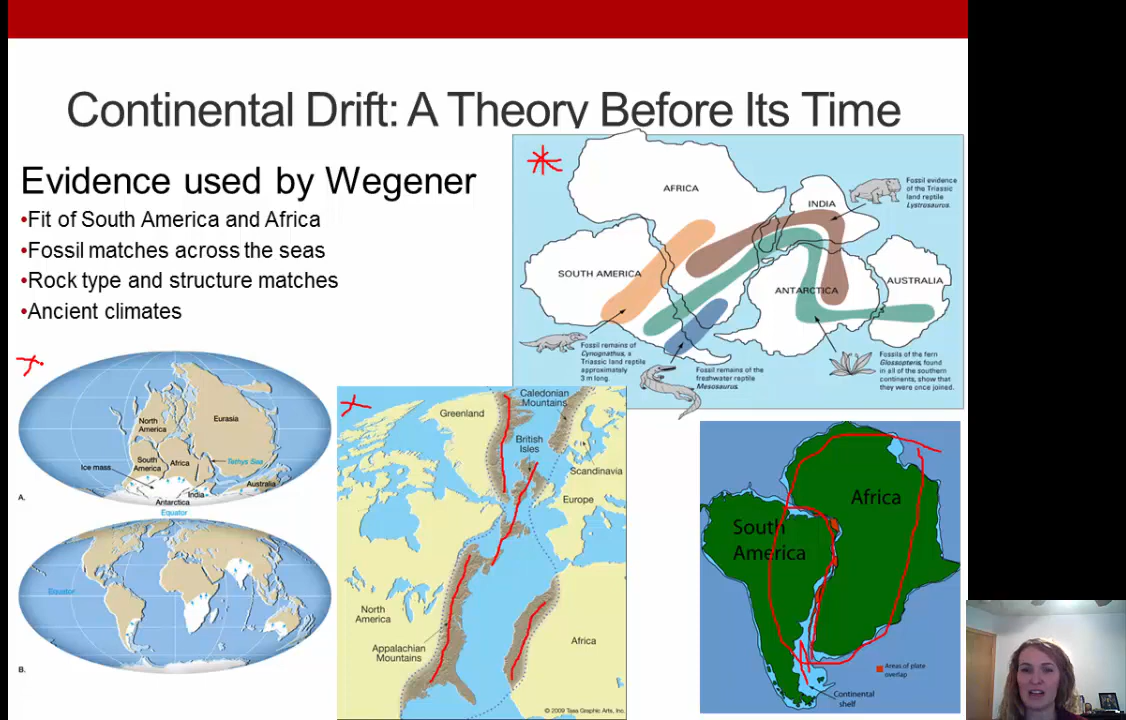 Continental Drift: A Theory Before Its Time
Evidence used by Wegener
•Fit of South America and Africa
•Fossil matches across the seas
•Rock type and structure matches
•Ancient climates
AFRICA
INDIA
SOUTH AMERICA
ANTARCTICA
AUSTRALIA
Fossil evidence
of the Triassic
land reptile
Lystrosaurus.
Fossil remains of
Cynognathus, a
Triassic land reptile
approximately
3 m long.
Fossil remains of the
freshwater reptile
Mesosaurus.
Fossils of the fern
Glossopteris, found
in all of the southern
continents, show that
they were once joined.
North
America
Eurasia
South
America
Africa
Tethys Sea
Ice mass
India
Australia
Antarctica
A.
Equator
Equator
B.
Greenland
Caledonian
Mountains
British
Isles
Scandinavia
Europe
North
America
Appalachian
Mountains
Africa
© 2009 Tasa Graphic Arts, Inc.
Africa
South
America
Areas of plate
overlap
Continental
shelf